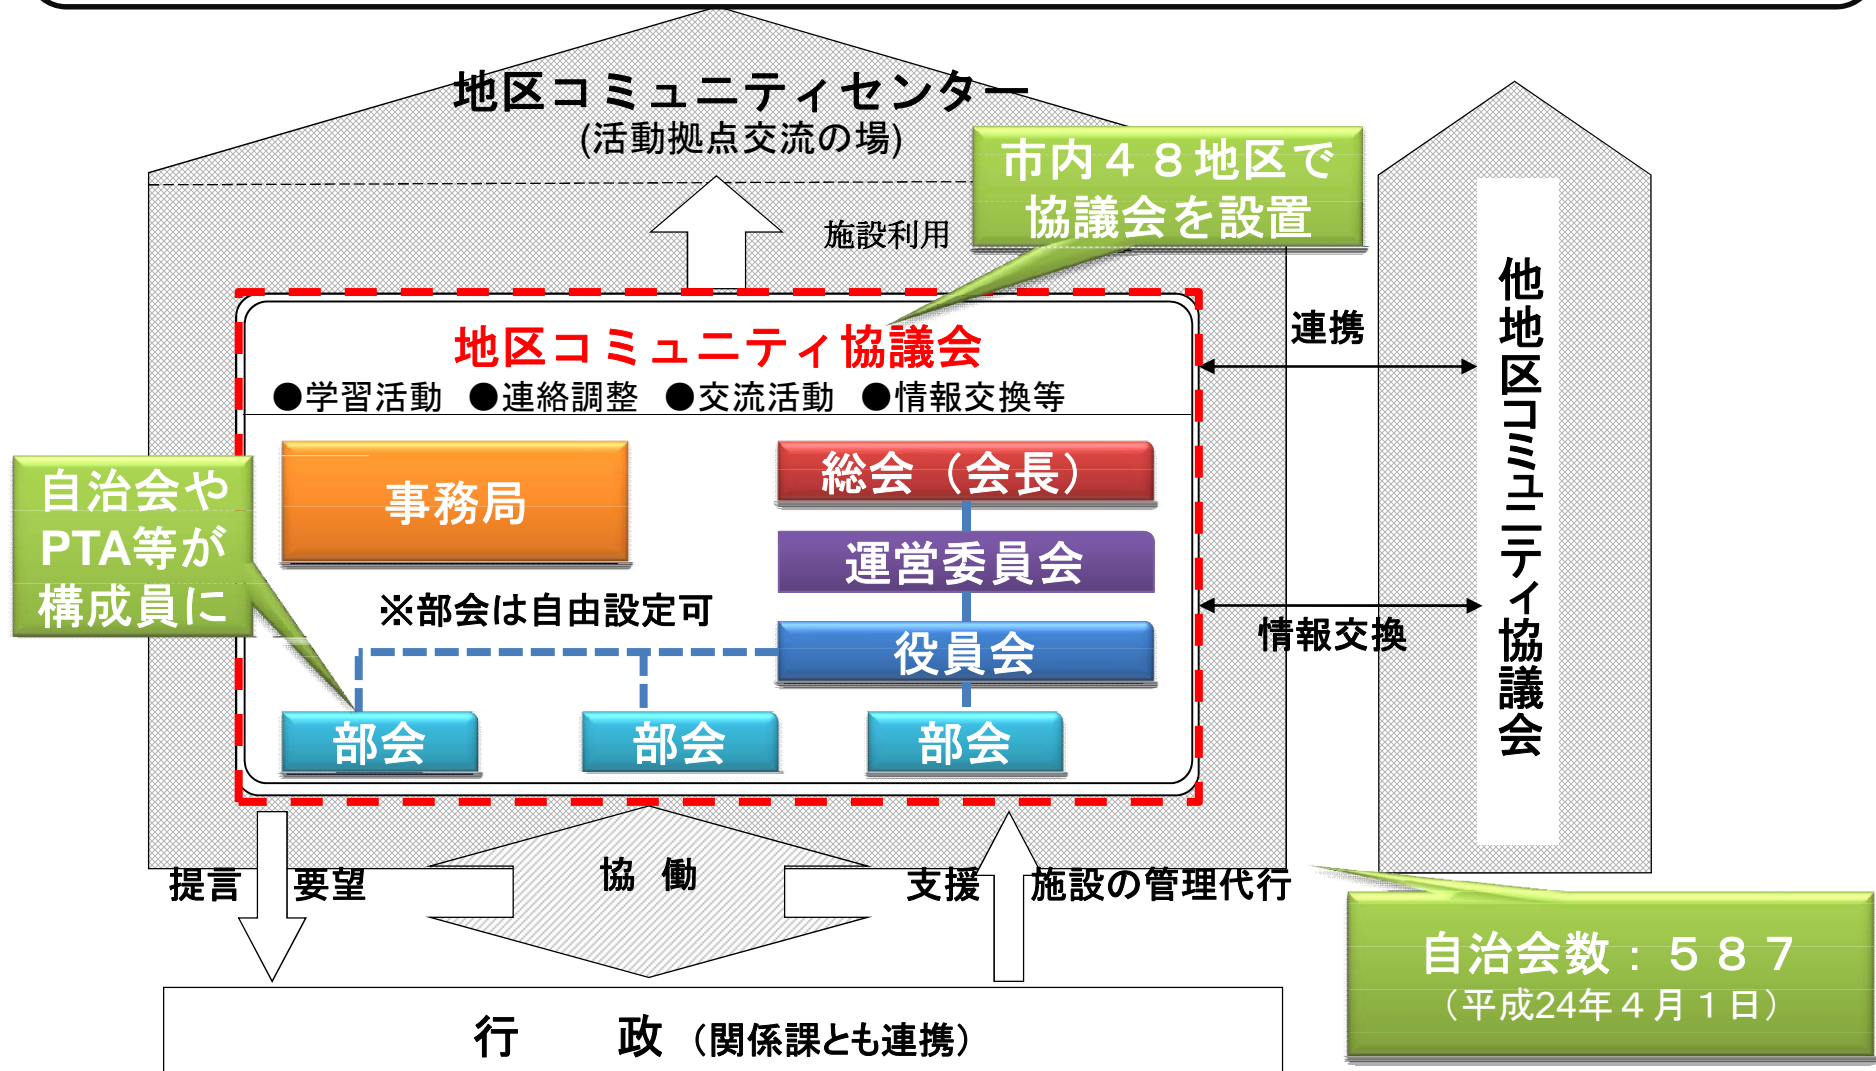 地区コミュニティセンター
(活動拠点交流の場)
市内４８地区で
協議会を設置
施設利用
地区コミュニティ協議会
●学習活動 ●連絡調整 ●交流活動 ●情報交換等
事務局
総会（会長）
運営委員会
役員会
※部会は自由設定可
部会
部会
部会
自治会や
PTA等が
構成員に
連携
情報交換
他地区コミュニティ協議会
提言
要望
協働
支援
施設の管理代行
自治会数：５８７
（平成24年４月１日）
行 政（関係課とも連携）